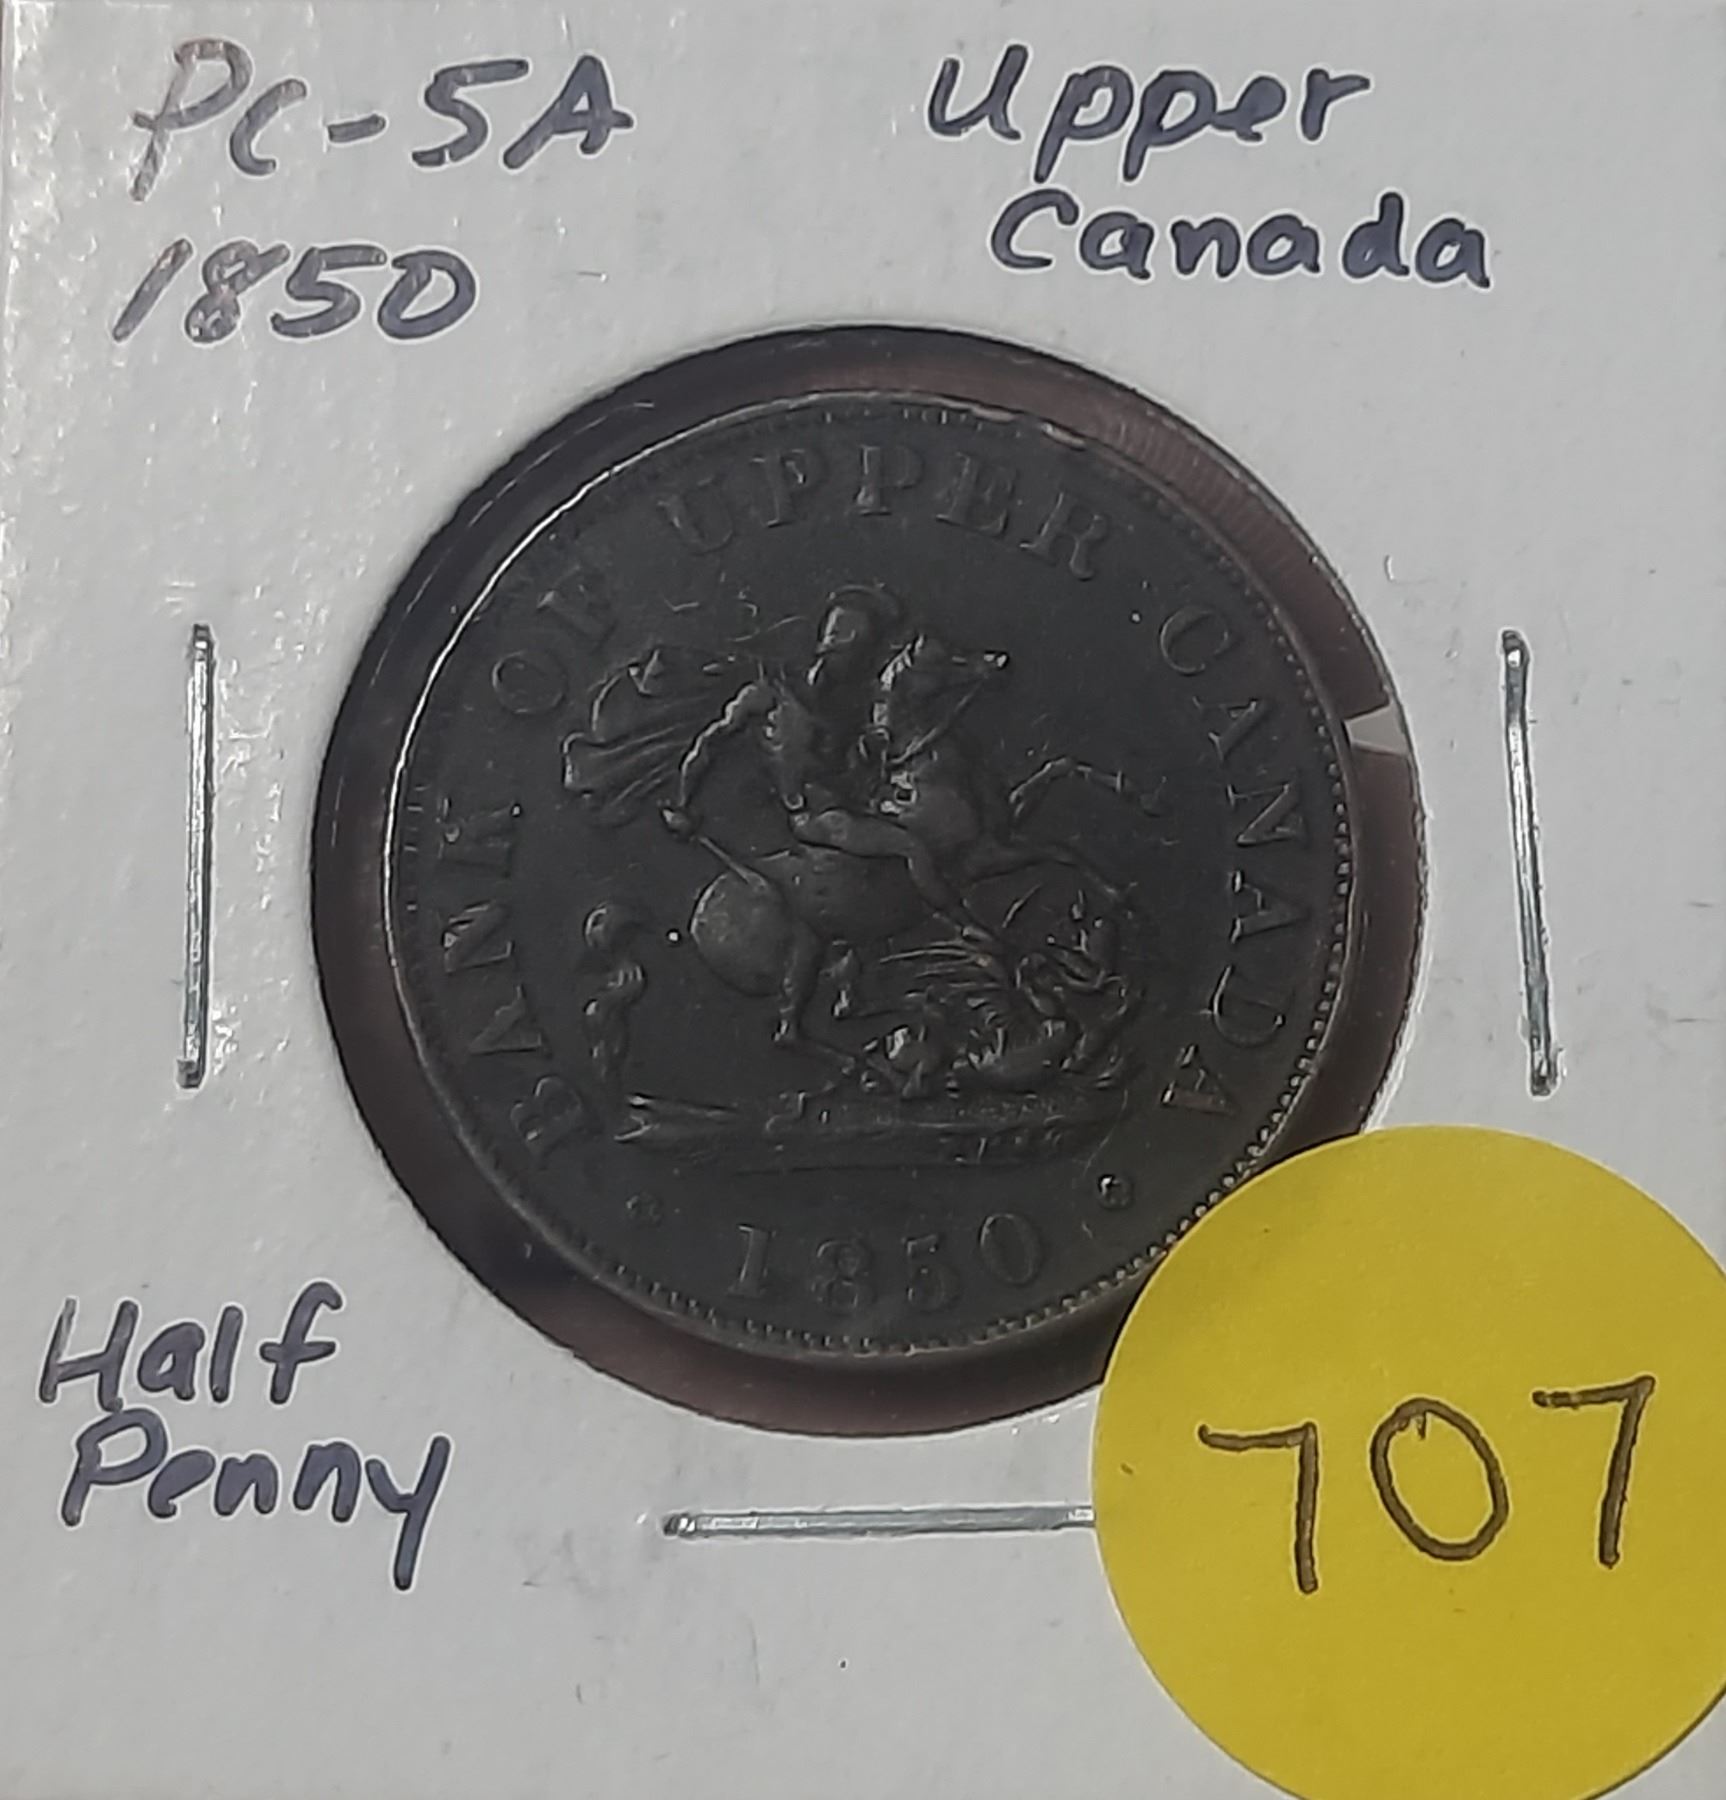 PC-5A
1850
Upper
Canada
BANK OF UPPER CANADA
1850
Half
Penny
707